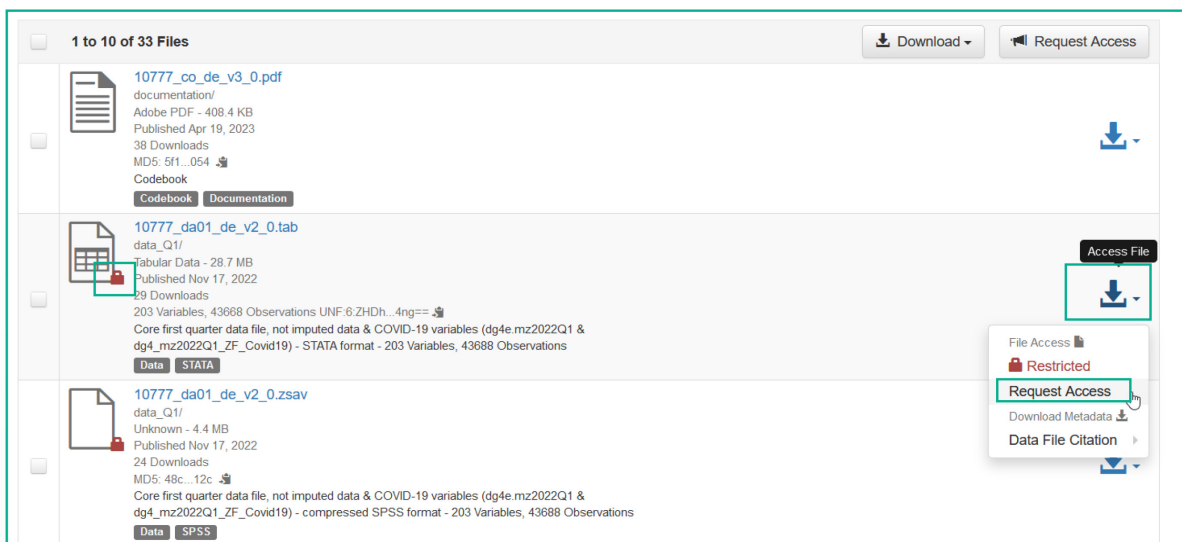 1 to 10 of 33 Files
Download
Request Access
10777_co_de_v3_0.pdf
documentation/
Adobe PDF - 408.4 KB
Published Apr 19, 2023
38 Downloads
MD5: 5f1...054
Codebook
Codebook Documentation
10777_da01_de_v2_0.tab
data_Q1/
Tabular Data - 28.7 MB
Published Nov 17, 2022
29 Downloads
203 Variables, 43668 Observations UNF:6:ZHDh...4ng==
Core first quarter data file, not imputed data & COVID-19 variables (dg4e.mz2022Q1 &
dg4_mz2022Q1_ZF_Covid19) - STATA format - 203 Variables, 43688 Observations
Data STATA
Access File
File Access
Restricted
Request Access
Download Metadata
Data File Citation
10777_da01_de_v2_0.zsav
data_Q1/
Unknown - 4.4 MB
Published Nov 17, 2022
24 Downloads
MD5: 48c...12c
Core first quarter data file, not imputed data & COVID-19 variables (dg4e.mz2022Q1 &
dg4_mz2022Q1_ZF_Covid19) - compressed SPSS format - 203 Variables, 43688 Observations
Data SPSS